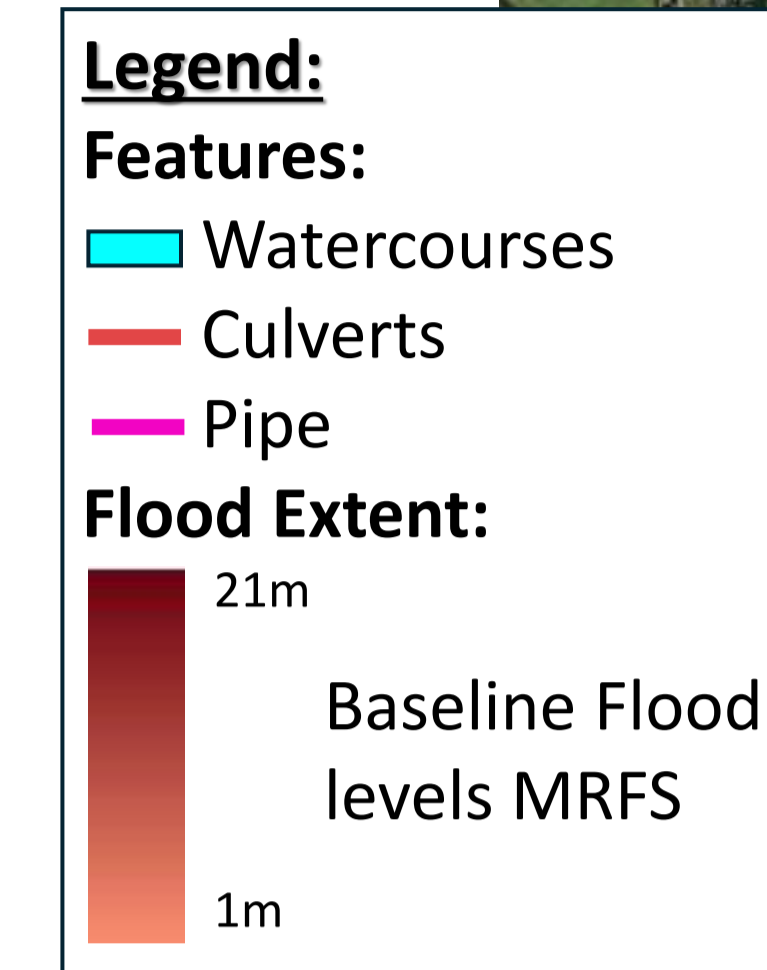 Legend:
Features:
Watercourses
Culverts
Pipe
Flood Extent:
21m
Baseline Flood
levels MRFS
1m